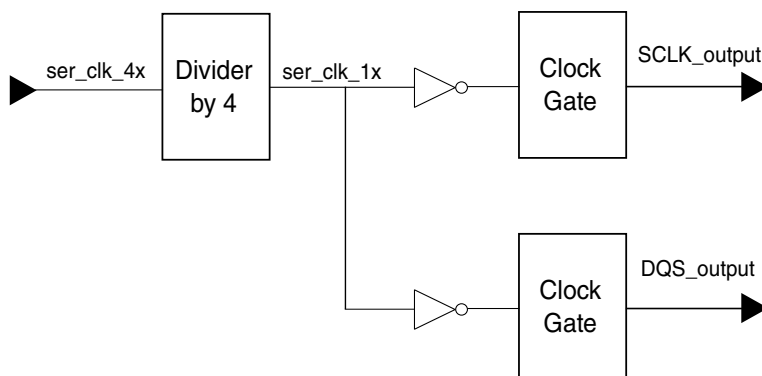 ser_clk_4x
Divider
by 4
ser_clk_1x
Clock
Gate
SCLK_output
Clock
Gate
DQS_output